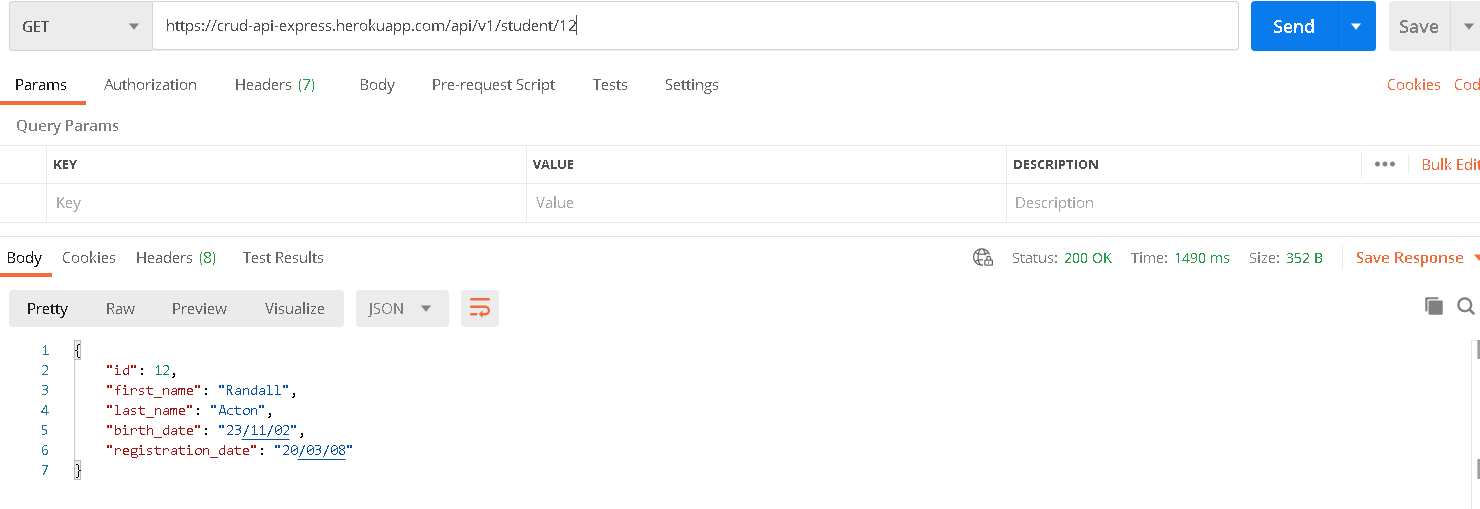 GET https://crud-api-express.herokuapp.com/api/v1/student/12 Send Save
Params Authorization Headers (7) Body Pre-request Script Tests Settings Cookies Cod
Query Params
KEY VALUE DESCRIPTION ••• Bulk Edit
Key Value Description
Body Cookies Headers (8) Test Results Status: 200 OK Time: 1490 ms Size: 352 B Save Response
Pretty Raw Preview Visualize JSON
1 {
2 "id": 12,
3 "first_name": "Randall",
4 "last_name": "Acton",
5 "birth_date": "23/11/02",
6 "registration_date": "20/03/08"
7 }